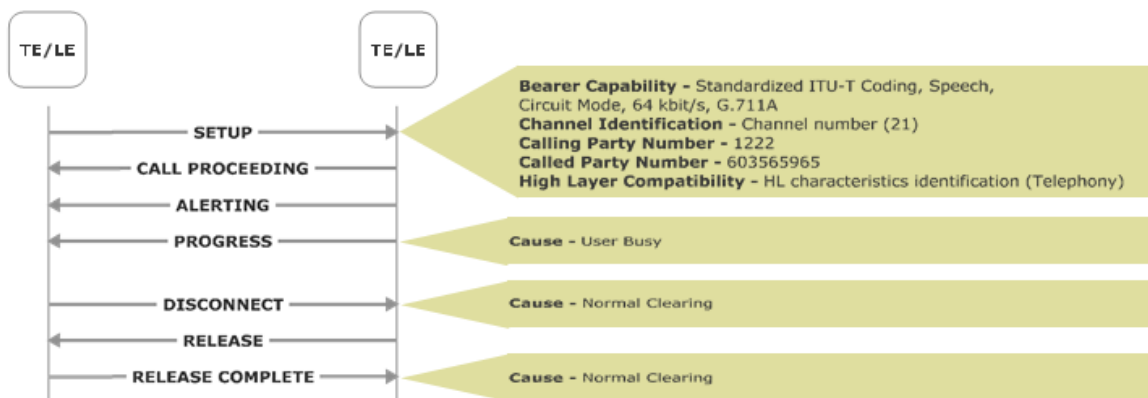 TE/LE
TE/LE
Bearer Capability - Standardized ITU-T Coding, Speech,
Circuit Mode, 64 kbit/s, G.711A
Channel Identification - Channel number (21)
Calling Party Number - 1222
Called Party Number - 603565965
High Layer Compatibility - HL characteristics identification (Telephony)
SETUP
CALL PROCEEDING
ALERTING
PROGRESS
Cause - User Busy
DISCONNECT
Cause - Normal Clearing
RELEASE
RELEASE COMPLETE
Cause - Normal Clearing